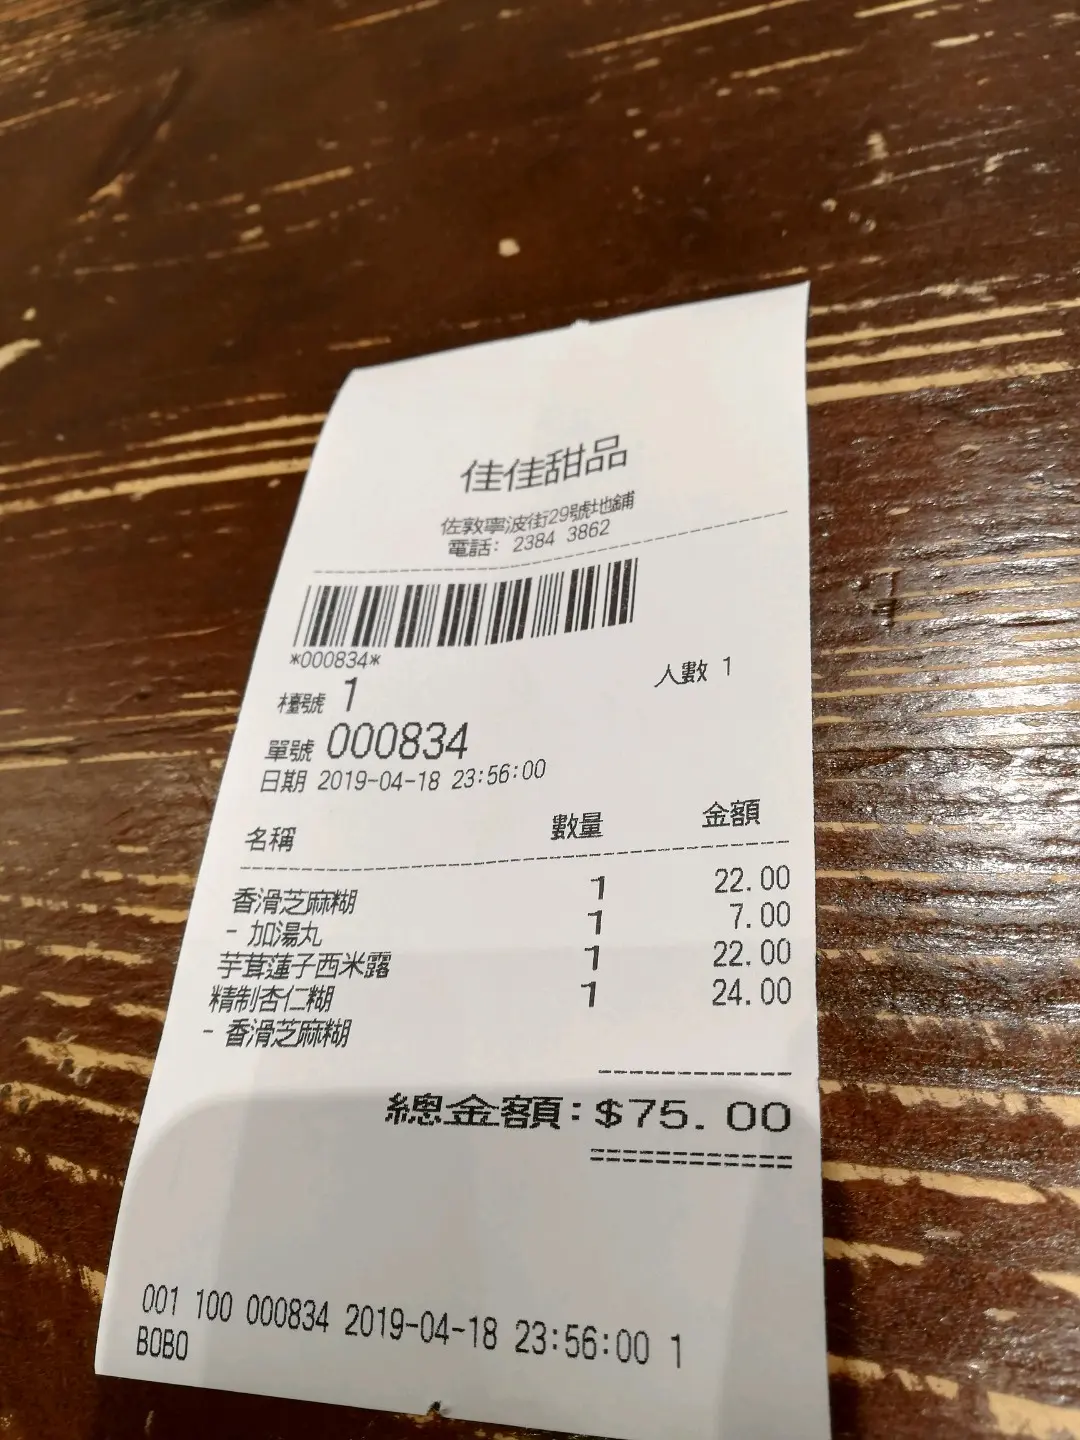 佳佳甜品
佐敦寧波街29號地鋪
電話: 2384 3862
*000834*
人數 1
檯號 1
單號 000834
日期 2019-04-18 23:56:00
名稱 數量 金額
香滑芝麻糊 1 22.00
- 加湯丸 1 7.00
芋茸蓮子西米露 1 22.00
精制杏仁糊 1 24.00
- 香滑芝麻糊
總金額:$75.00
001 100 000834 2019-04-18 23:56:00 1
BOBO